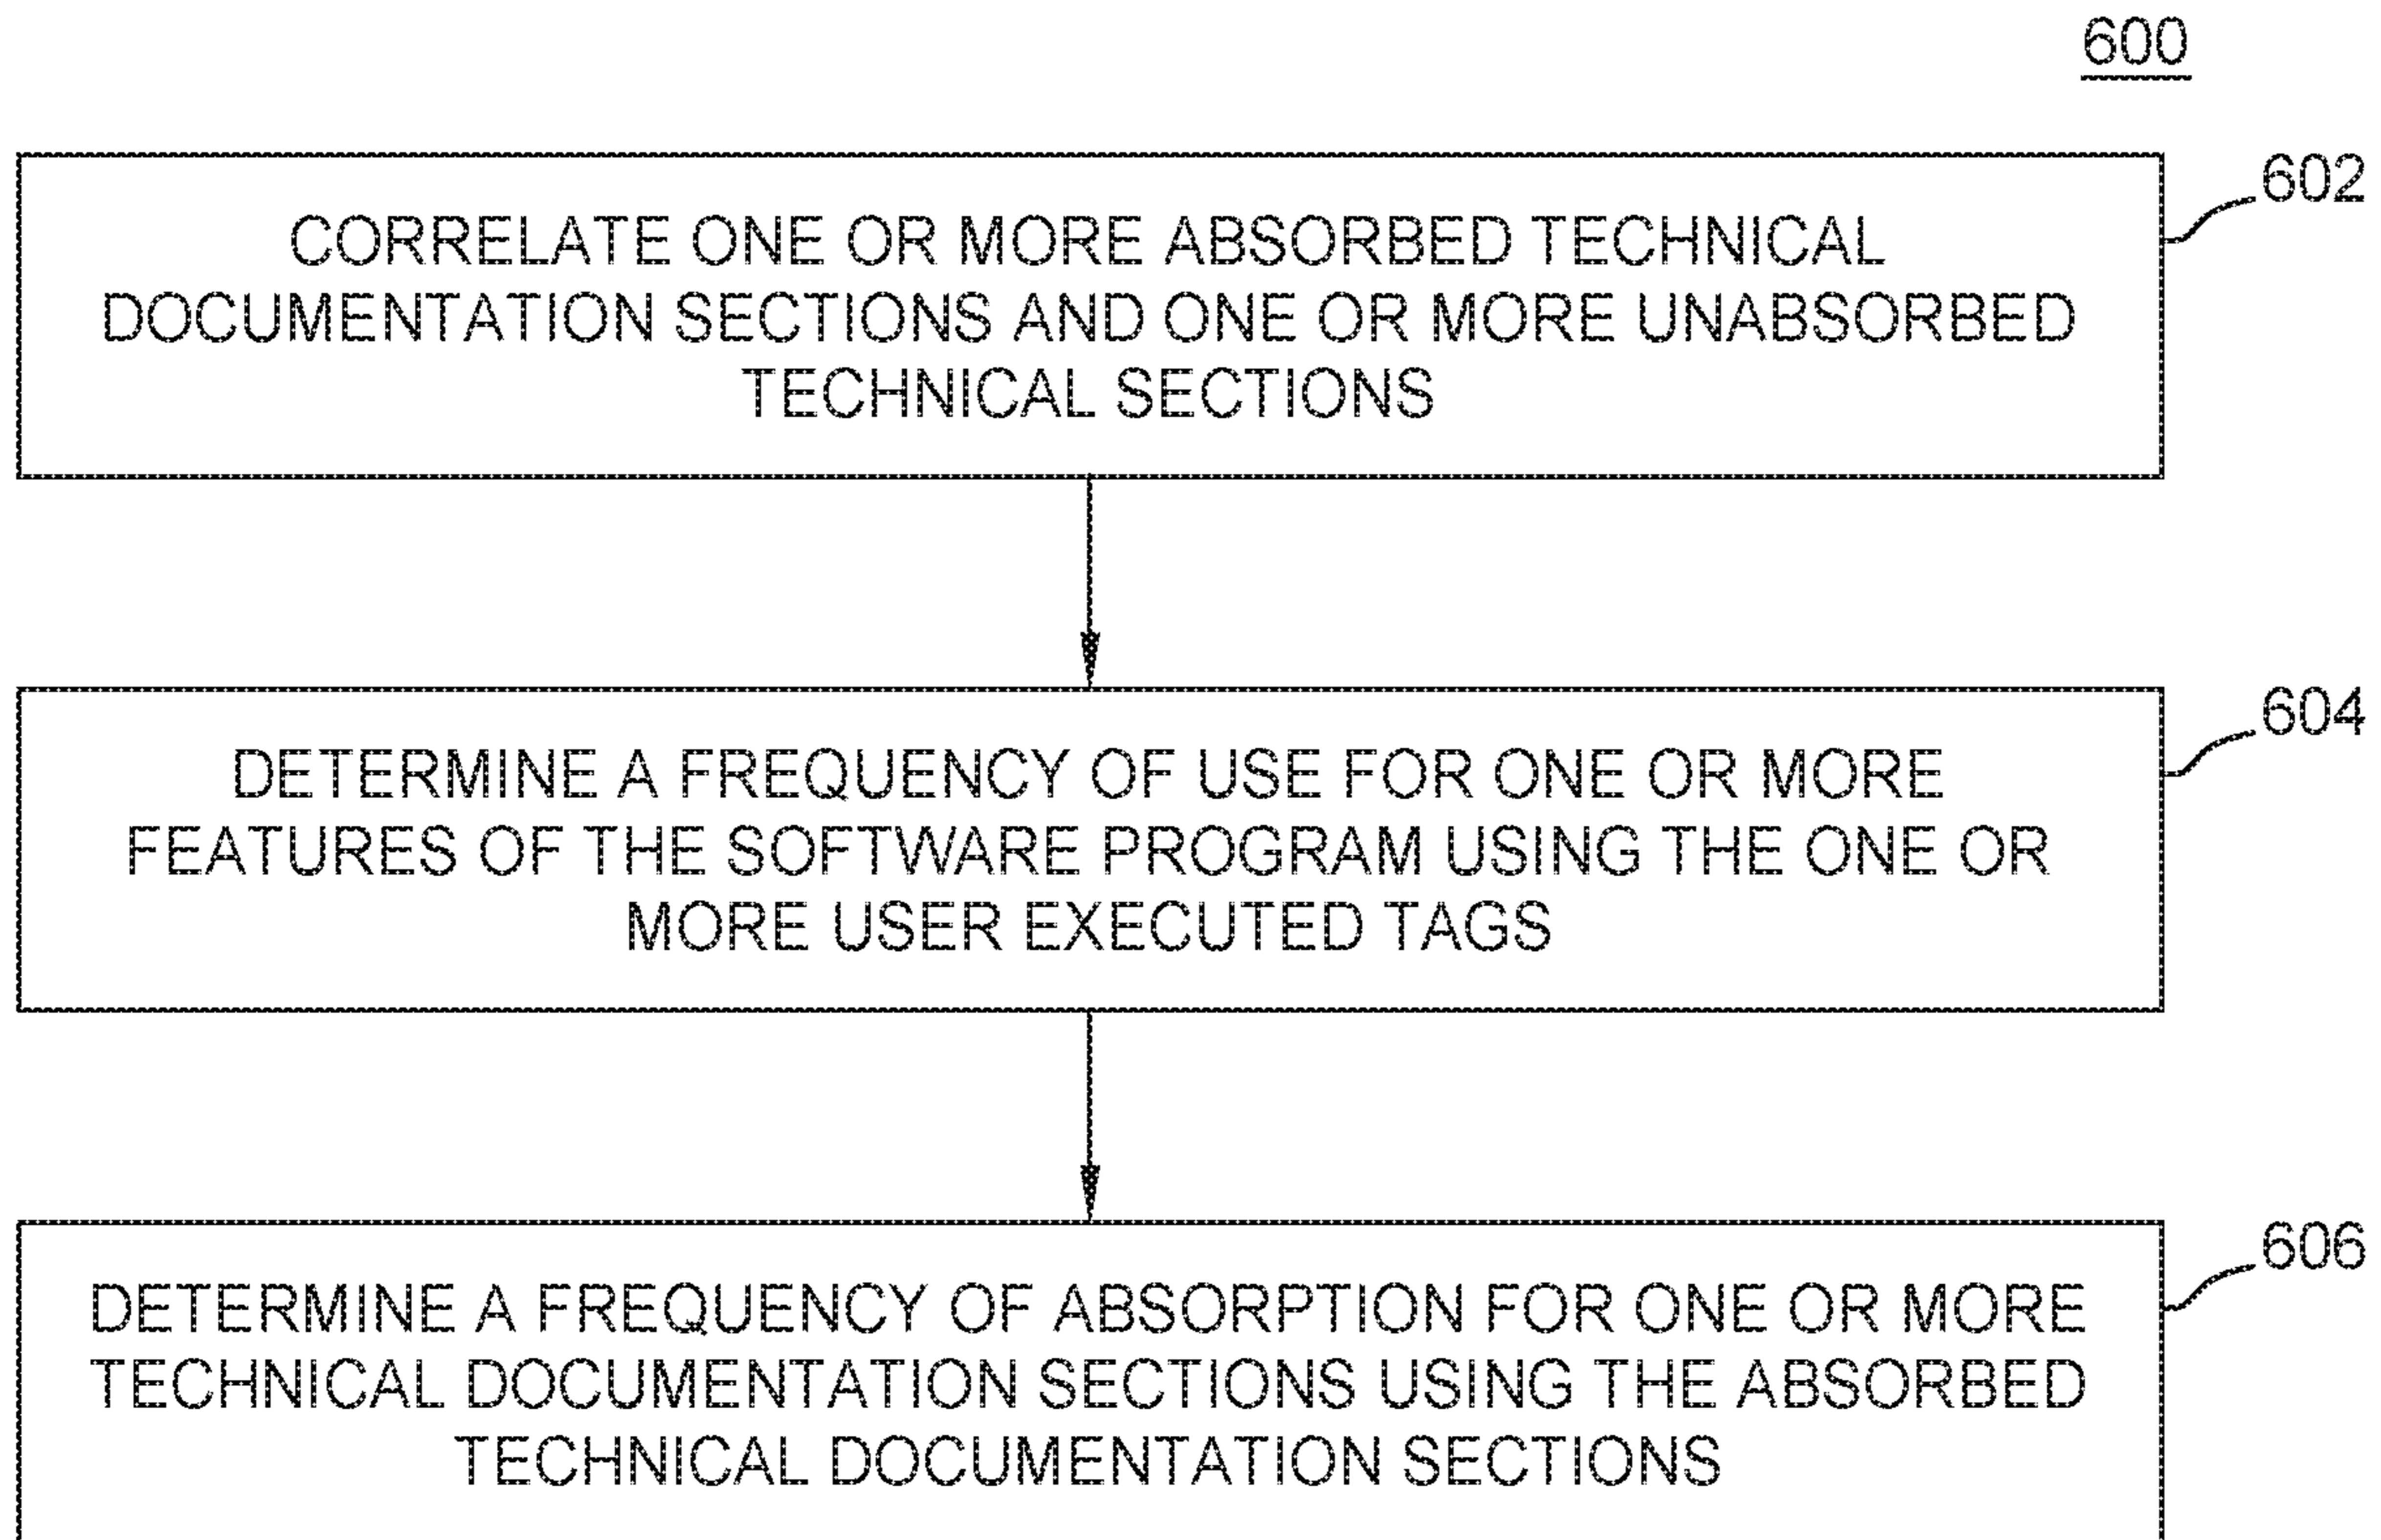 600
602
CORRELATE ONE OR MORE ABSORBED TECHNICAL
DOCUMENTATION SECTIONS AND ONE OR MORE UNABSORBED
TECHNICAL SECTIONS
604
DETERMINE A FREQUENCY OF USE FOR ONE OR MORE
FEATURES OF THE SOFTWARE PROGRAM USING THE ONE OR
MORE USER EXECUTED TAGS
606
DETERMINE A FREQUENCY OF ABSORPTION FOR ONE OR MORE
TECHNICAL DOCUMENTATION SECTIONS USING THE ABSORBED
TECHNICAL DOCUMENTATION SECTIONS